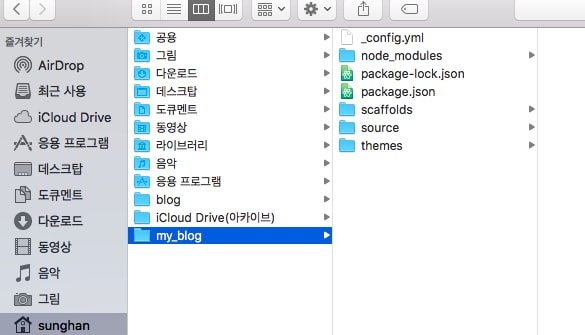 즐겨찾기
AirDrop
최근 사용
iCloud Drive
응용 프로그램
데스크탑
도큐멘트
다운로드
동영상
음악
그림
sunghan
공용
그림
다운로드
데스크탑
도큐멘트
동영상
라이브러리
음악
응용 프로그램
blog
iCloud Drive(아카이브)
my_blog
_config.yml
node_modules
package-lock.json
package.json
scaffolds
source
themes